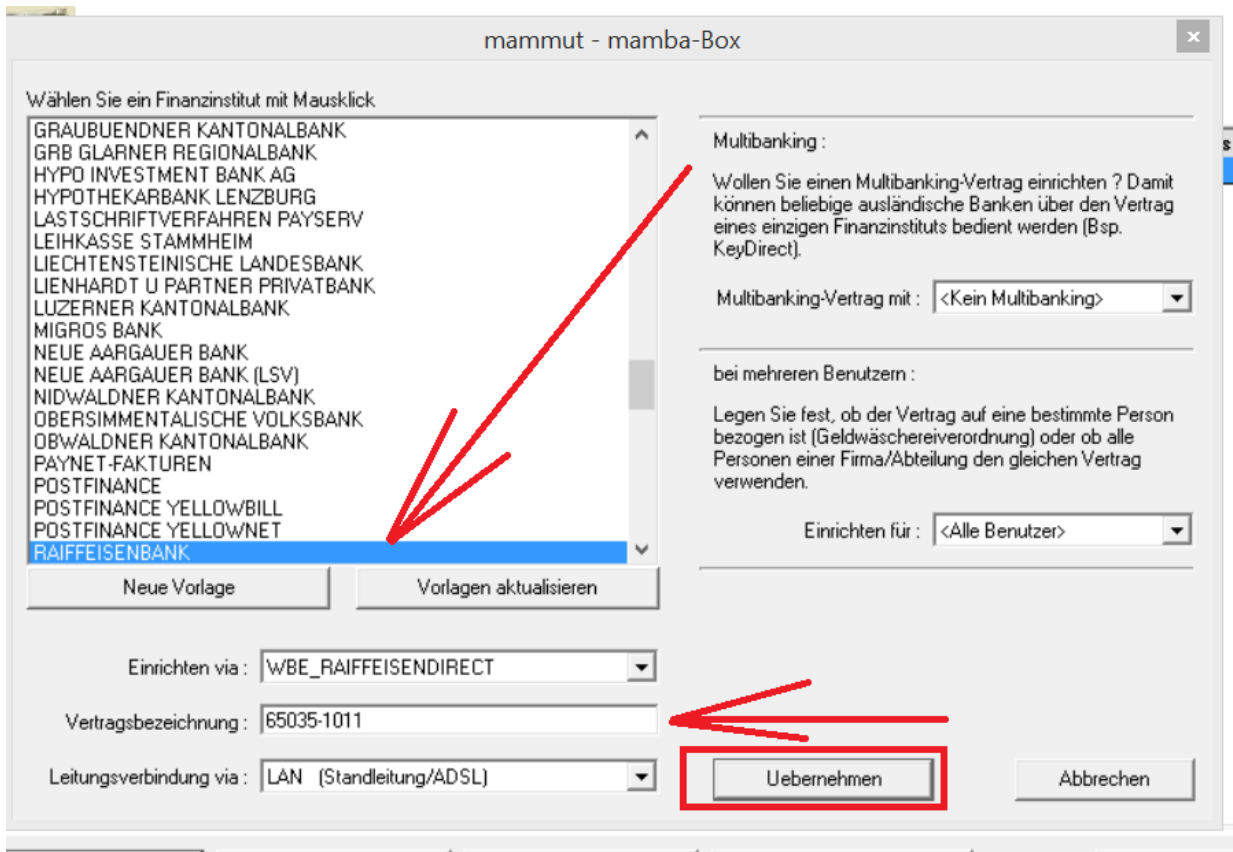 mammut - mamba-Box
Wählen Sie ein Finanzinstitut mit Mausklick
GRAUBUENDNER KANTONALBANK
GRB GLARNER REGIONALBANK
HYPO INVESTMENT BANK AG
HYPOTHEKARBANK LENZBURG
LASTSCHRIFTVERFAHREN PAYSERV
LEIHKASSE STAMMHEIM
LIECHTENSTEINISCHE LANDESBANK
LIENHARDT U PARTNER PRIVATBANK
LUZERNER KANTONALBANK
MIGROS BANK
NEUE AARGAUER BANK
NEUE AARGAUER BANK (LSV)
NIDWALDNER KANTONALBANK
OBERSIMMENTALISCHE VOLKSBANK
OBWALDNER KANTONALBANK
PAYNET-FAKTUREN
POSTFINANCE
POSTFINANCE YELLOWBILL
POSTFINANCE YELLOWNET
RAIFFEISENBANK
Neue Vorlage
Vorlagen aktualisieren
Einrichten via : WBE_RAIFFEISENDIRECT
Vertragsbezeichnung : 65035-1011
Leitungsverbindung via : LAN (Standleitung/ADSL)
Multibanking :
Wollen Sie einen Multibanking-Vertrag einrichten ? Damit
können beliebige ausländische Banken über den Vertrag
eines einzigen Finanzinstituts bedient werden (Bsp.
KeyDirect).
Multibanking-Vertrag mit : <Kein Multibanking>
bei mehreren Benutzern :
Legen Sie fest, ob der Vertrag auf eine bestimmte Person
bezogen ist (Geldwäschereiverordnung) oder ob alle
Personen einer Firma/Abteilung den gleichen Vertrag
verwenden.
Einrichten für : <Alle Benutzer>
Uebernehmen
Abbrechen